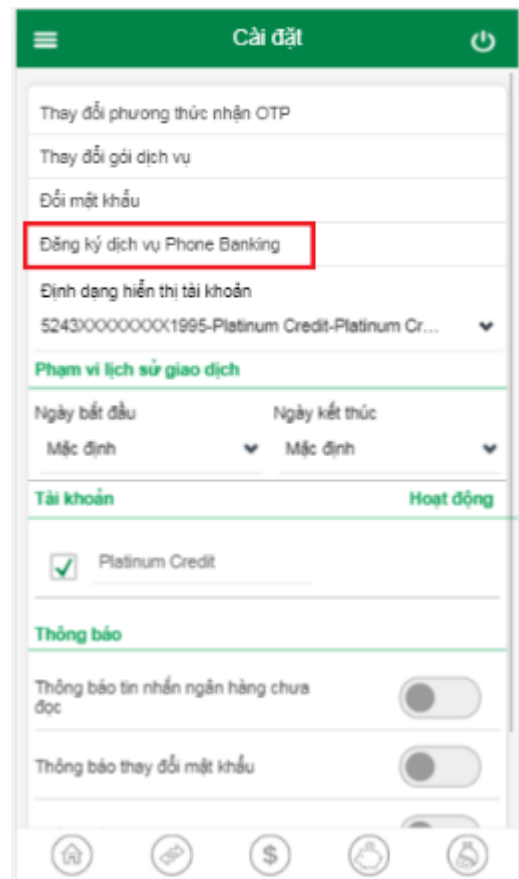 Cài đặt
Thay đổi phương thức nhận OTP
Thay đổi gói dịch vụ
Đổi mật khẩu
Đăng ký dịch vụ Phone Banking
Định dạng hiển thị tài khoản
5243XXXXXXXX1995-Platinum Credit-Platinum Cr...
Phạm vi lịch sử giao dịch
Ngày bắt đầu Ngày kết thúc
Mặc định Mặc định
Tài khoản Hoạt động
Platinum Credit
Thông báo
Thông báo tin nhắn ngân hàng chưa
đọc
Thông báo thay đổi mật khẩu